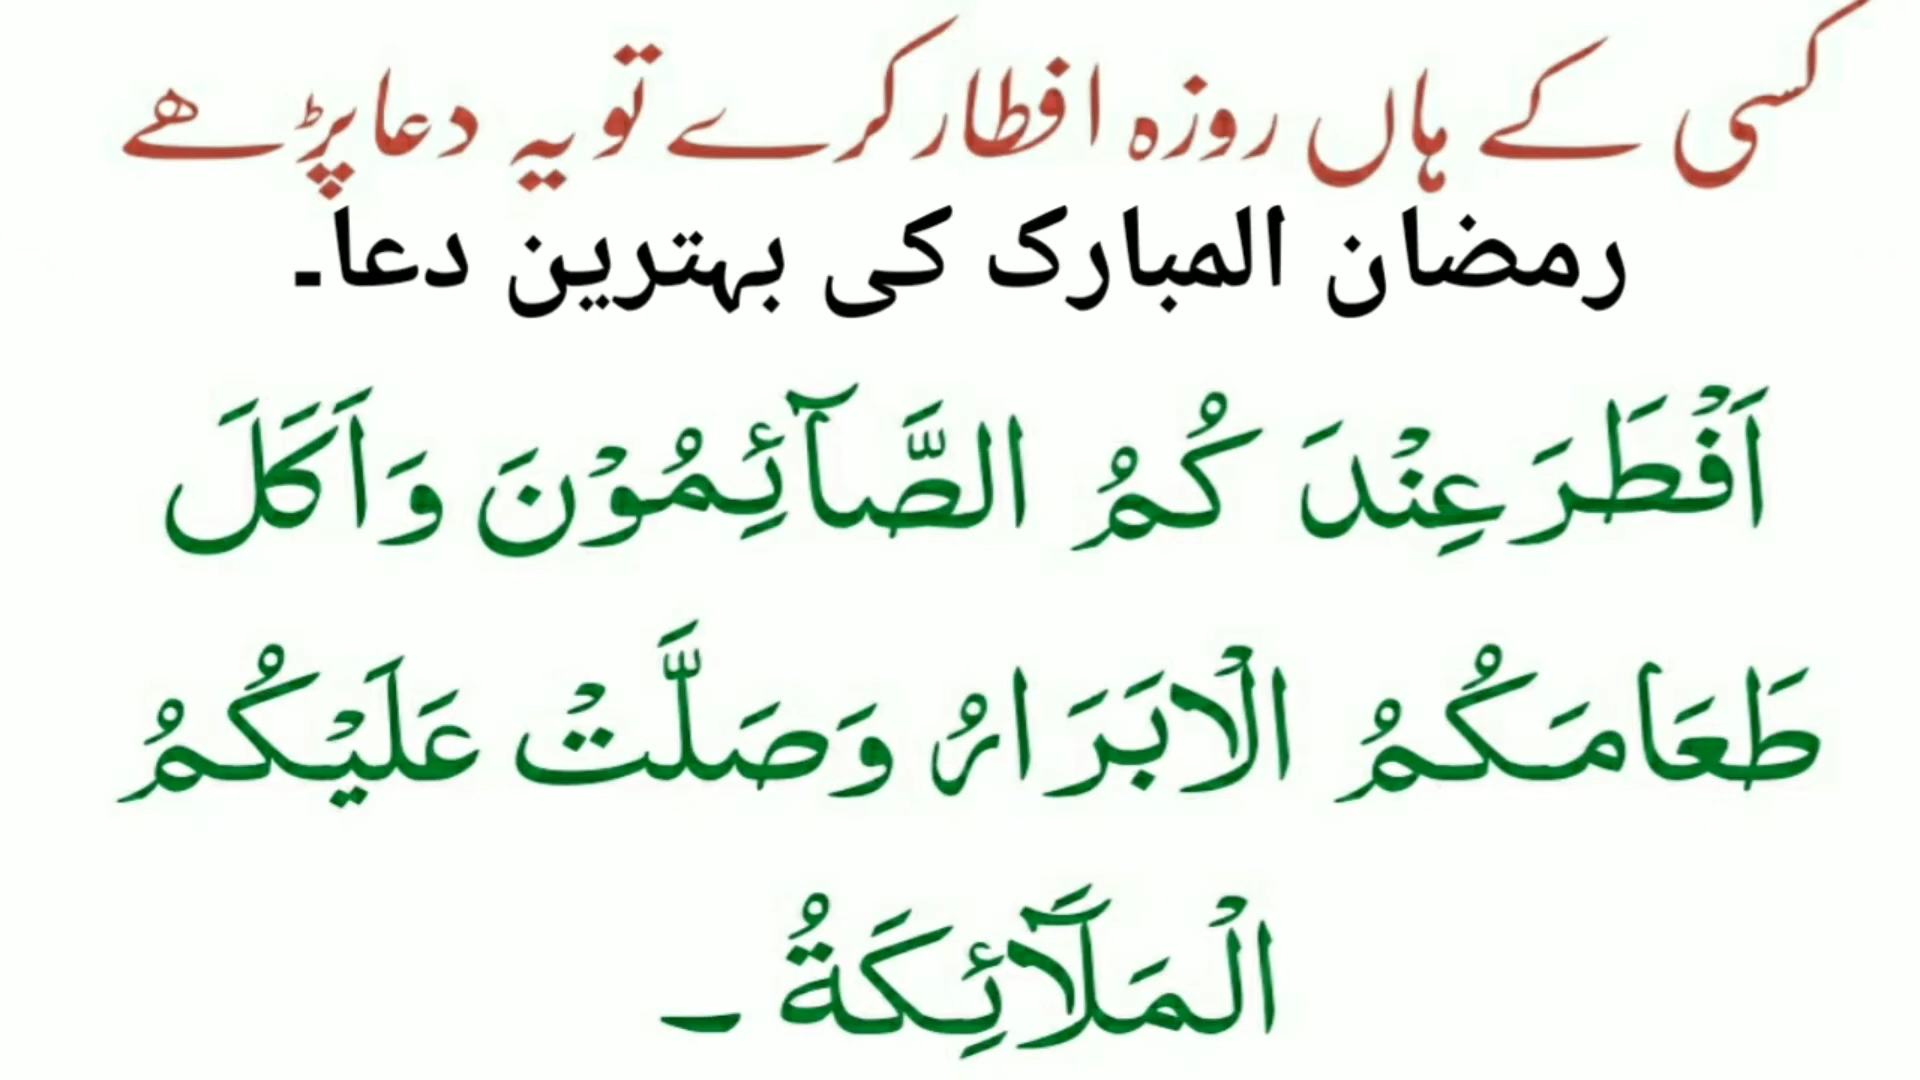 کسی کے ہاں روزہ افطار کرے تو یہ دعا پڑھے
رمضان المبارک کی بہترین دعا۔
اَفْطَرَ عِنْدَ كُمُ الصَّآئِمُوْنَ وَاَكَلَ
طَعَامَكُمُ الْاَبَرَارُ وَصَلَّتْ عَلَيْكُمُ
الْمَلَآئِكَةُ ۔